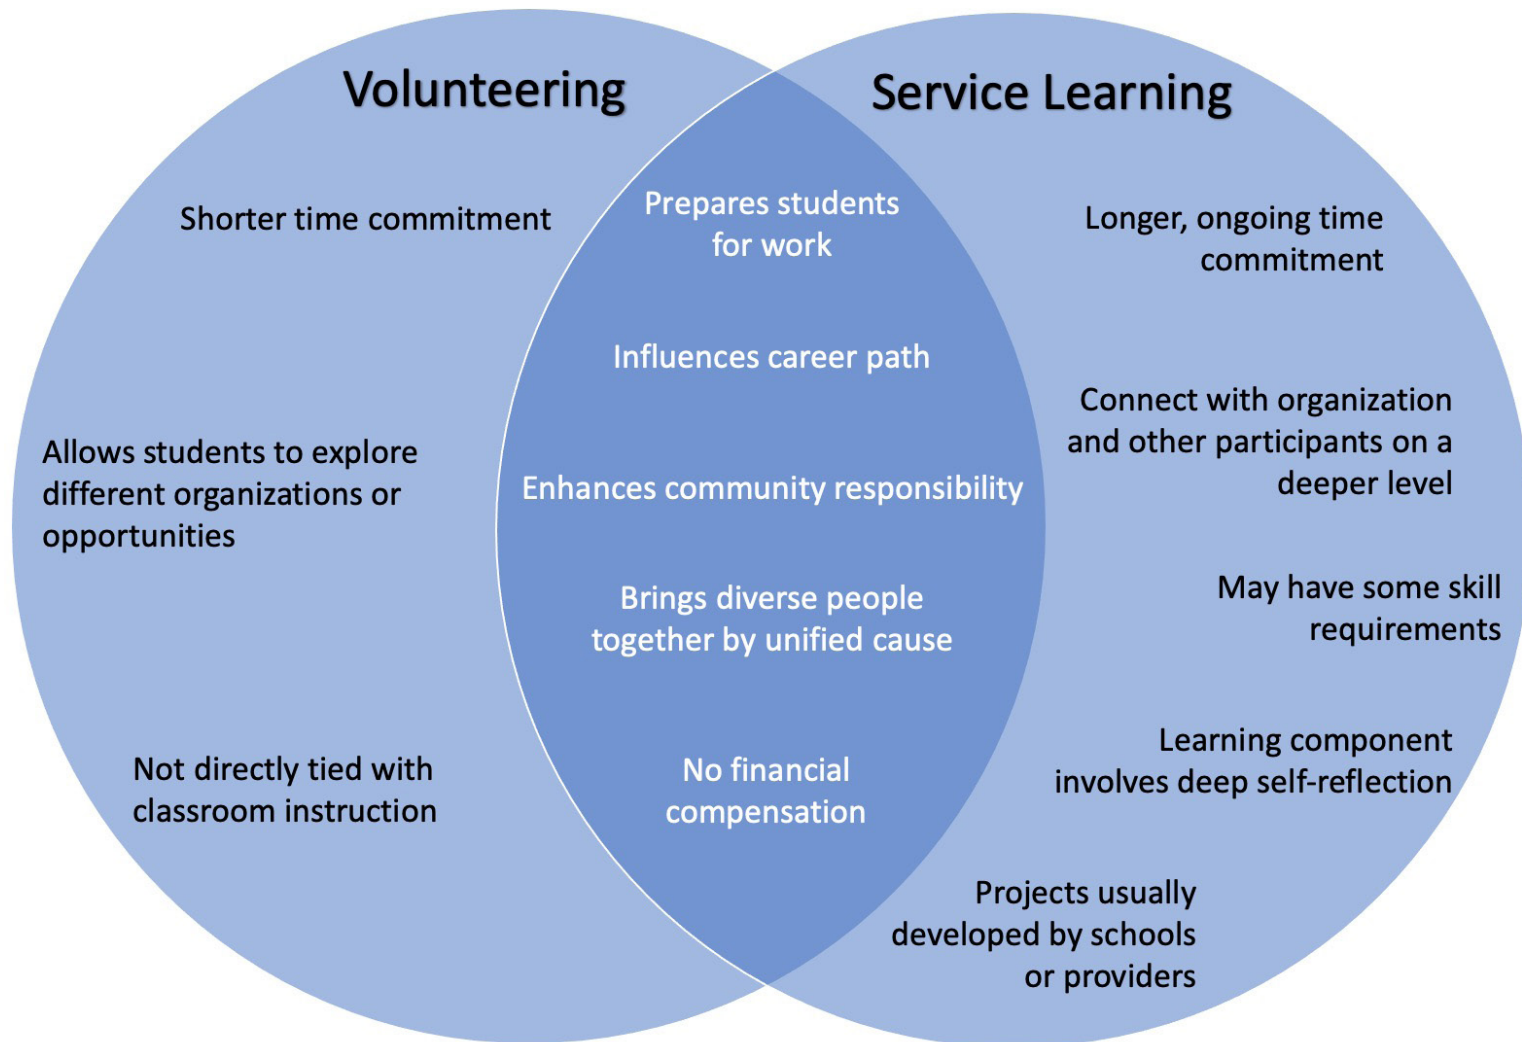 Volunteering
Shorter time commitment
Allows students to explore
different organizations or
opportunities
Not directly tied with
classroom instruction
Prepares students
for work
Influences career path
Enhances community responsibility
Brings diverse people
together by unified cause
No financial
compensation
Service Learning
Longer, ongoing time
commitment
Connect with organization
and other participants on a
deeper level
May have some skill
requirements
Learning component
involves deep self-reflection
Projects usually
developed by schools
or providers